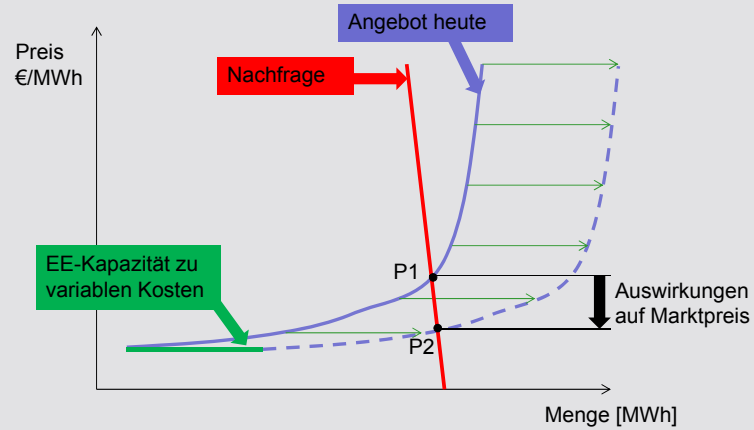 Angebot heute
Preis
€/MWh
Nachfrage
EE-Kapazität zu
variablen Kosten
P1
Auswirkungen
auf Marktpreis
P2
Menge [MWh]